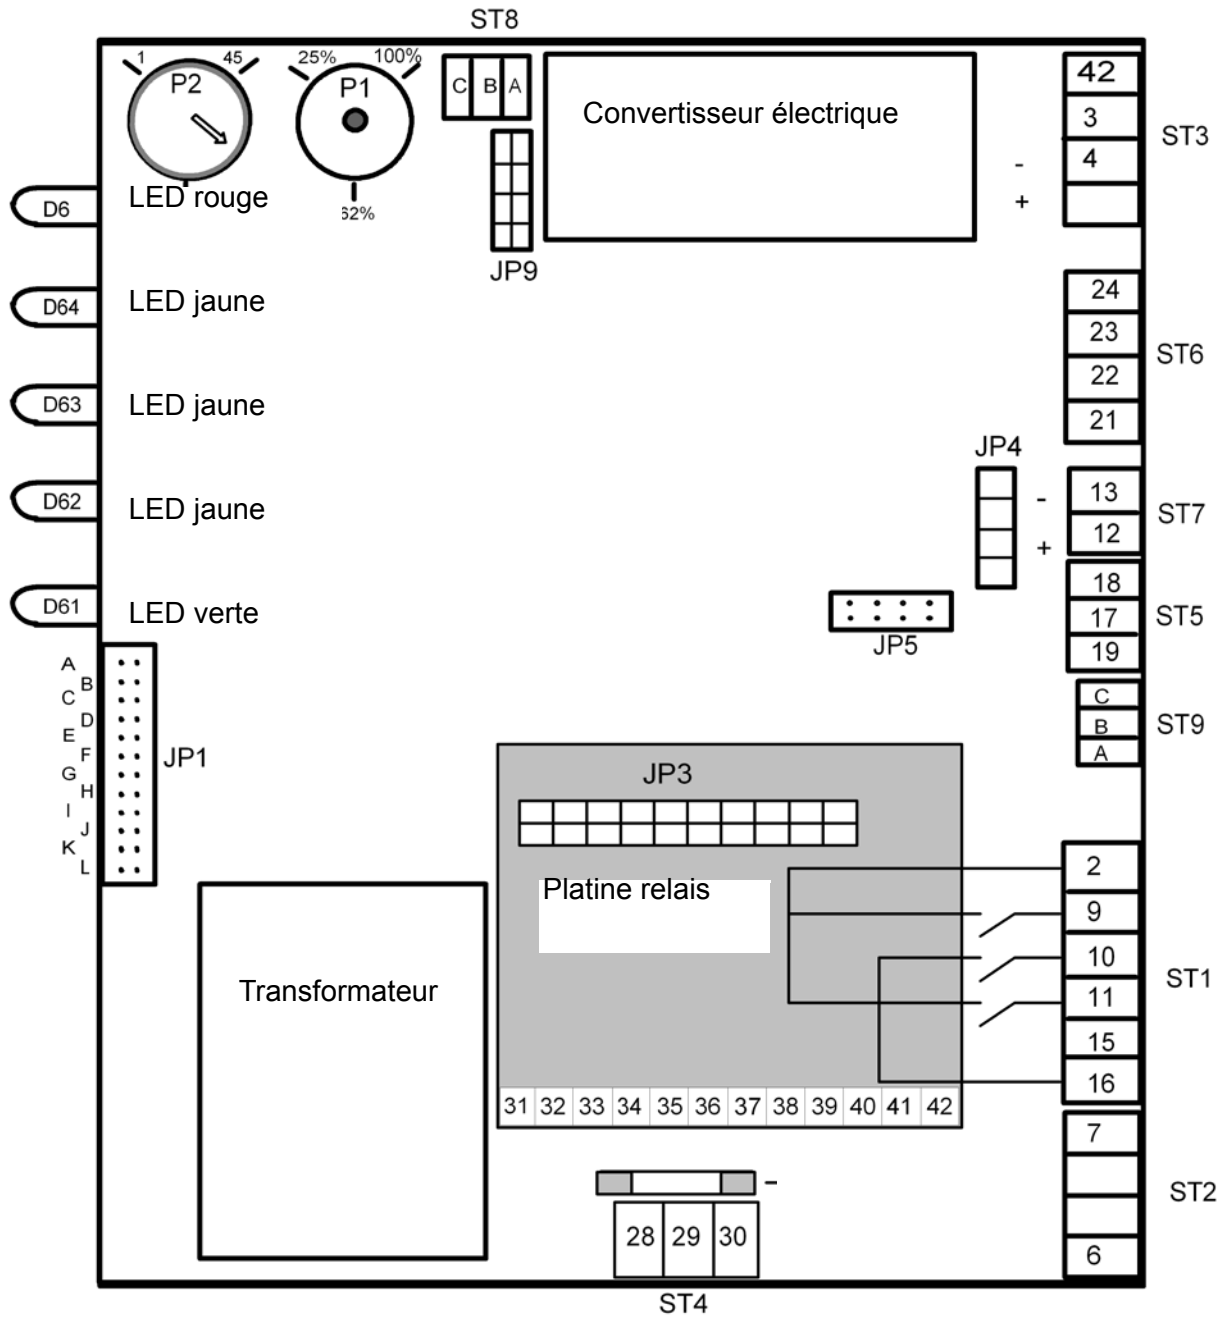 ST8
1
45
P2
25%
100%
P1
62%
C B A
Convertisseur électrique
42
3
4
-
+
ST3
D6
LED rouge
JP9
D64
LED jaune
24
23
22
21
ST6
D63
LED jaune
JP4
-
+
13
12
ST7
D62
LED jaune
D61
LED verte
JP5
18
17
19
ST5
A
B
C
D
E
F
G
H
I
J
K
L
JP1
C
B
A
ST9
JP3
Platine relais
Transformateur
2
9
10
11
15
16
ST1
31 32 33 34 35 36 37 38 39 40 41 42
7
6
ST2
-
28 29 30
ST4